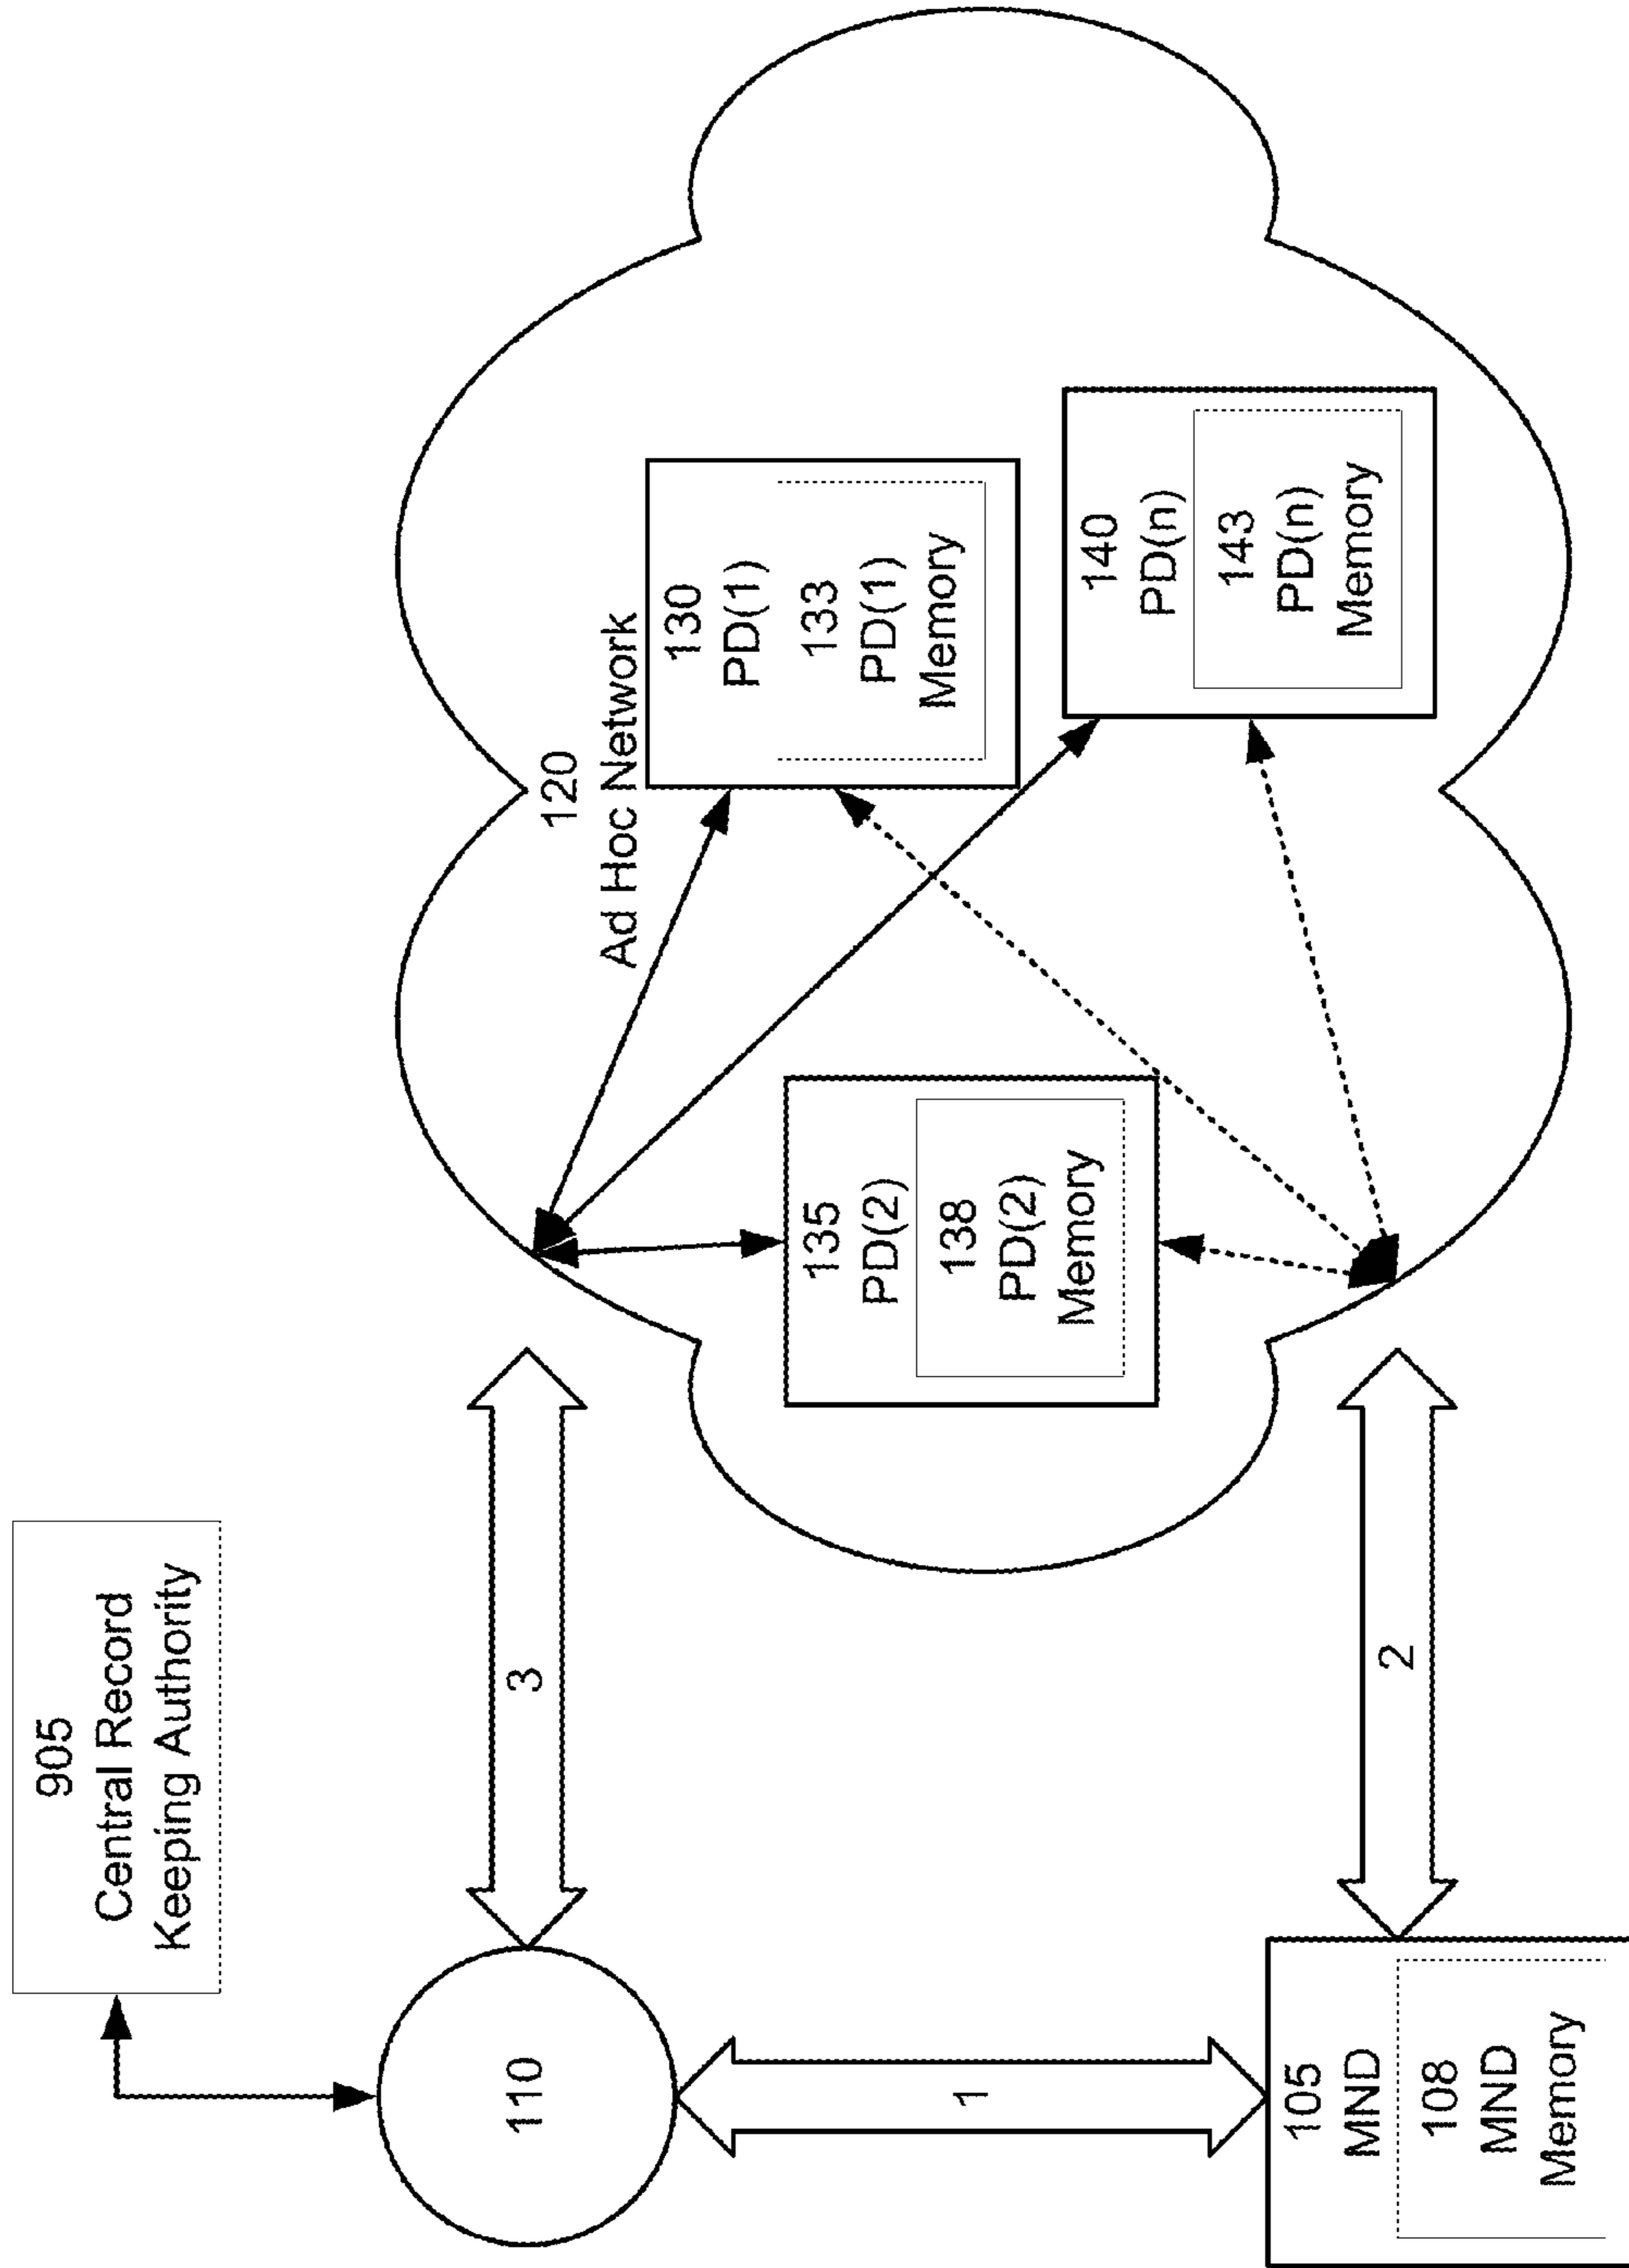 905
Central Record
Keeping Authority
110
3
1
120
Ad Hoc Network
130
PD(1)
133
PD(1)
Memory
135
PD(2)
138
PD(2)
Memory
140
PD(n)
143
PD(n)
Memory
105
MND
108
MND
Memory
2